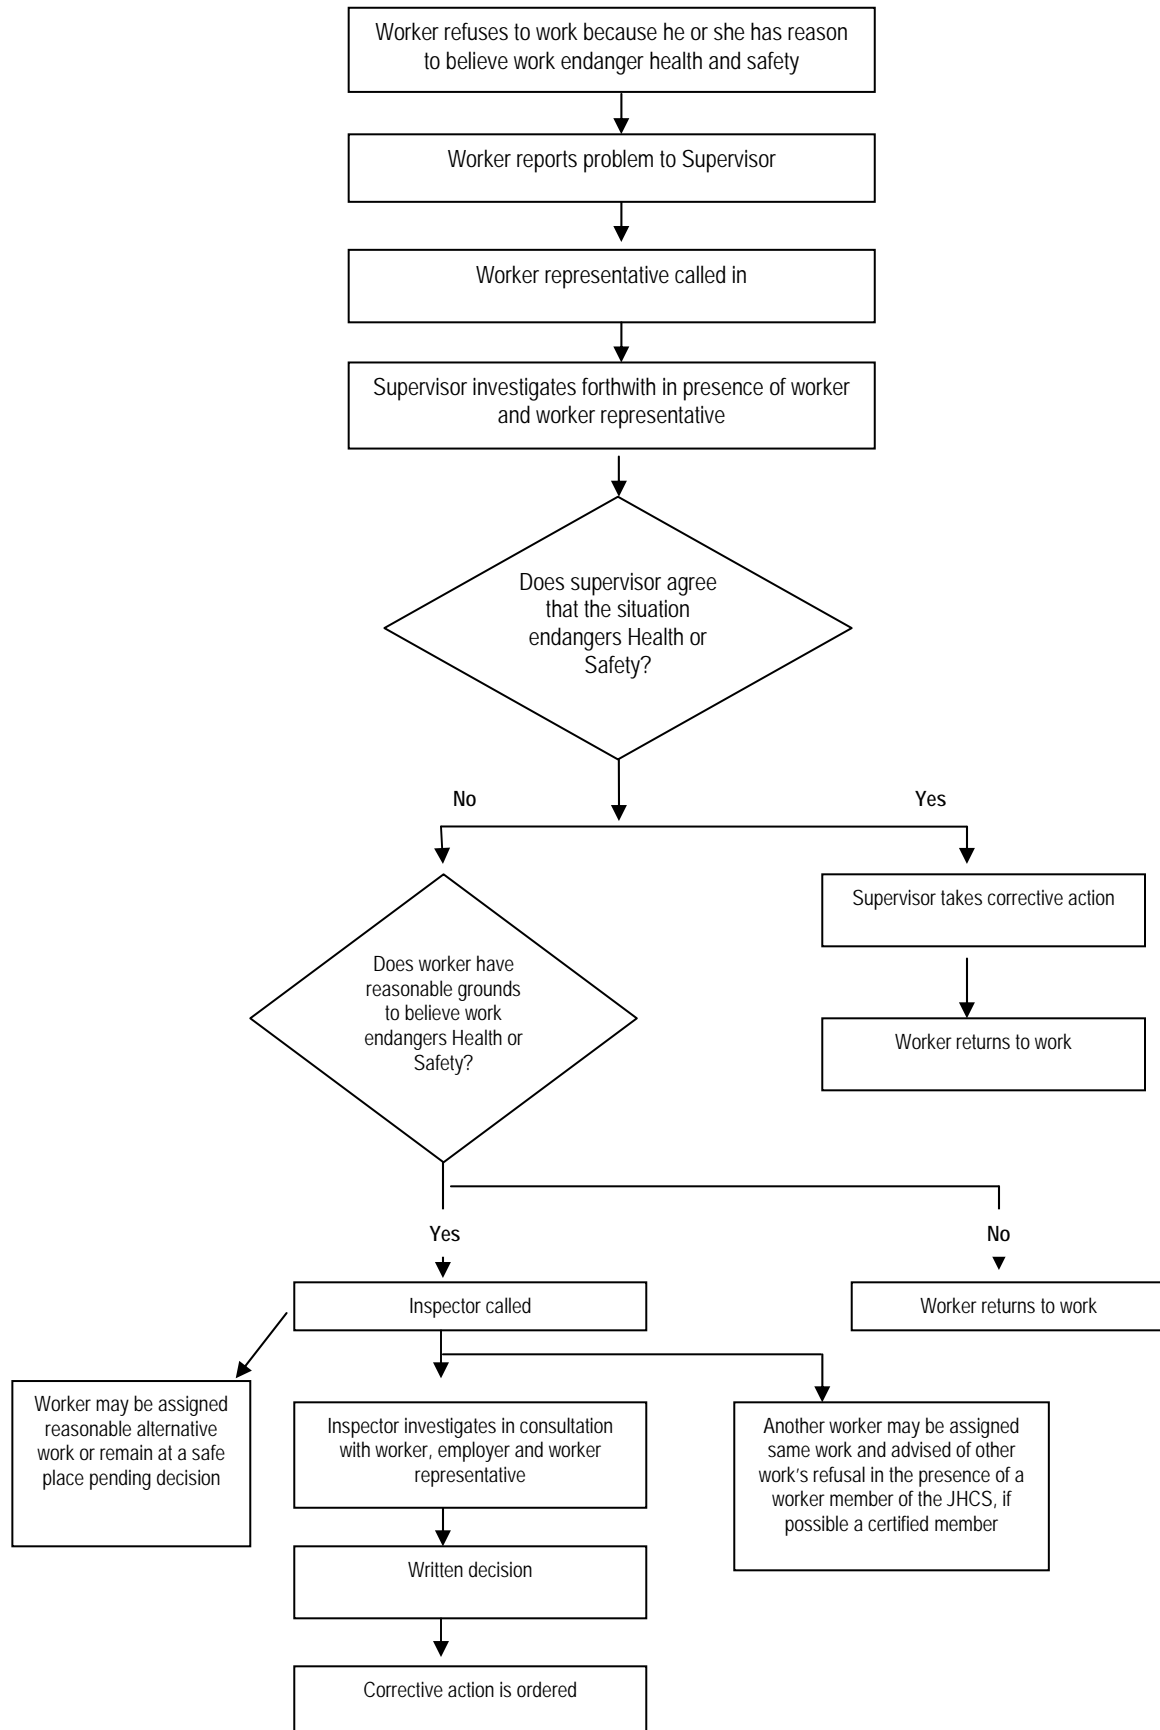 Worker refuses to work because he or she has reason
to believe work endanger health and safety
Worker reports problem to Supervisor
Worker representative called in
Supervisor investigates forthwith in presence of worker
and worker representative
Does supervisor agree
that the situation
endangers Health or
Safety?
No
Yes
Supervisor takes corrective action
Does worker have
reasonable grounds
to believe work
endangers Health or
Safety?
Worker returns to work
Yes
No
Inspector called
Worker returns to work
Worker may be assigned
reasonable alternative
work or remain at a safe
place pending decision
Inspector investigates in consultation
with worker, employer and worker
representative
Another worker may be assigned
same work and advised of other
work’s refusal in the presence of a
worker member of the JHCS, if
possible a certified member
Written decision
Corrective action is ordered